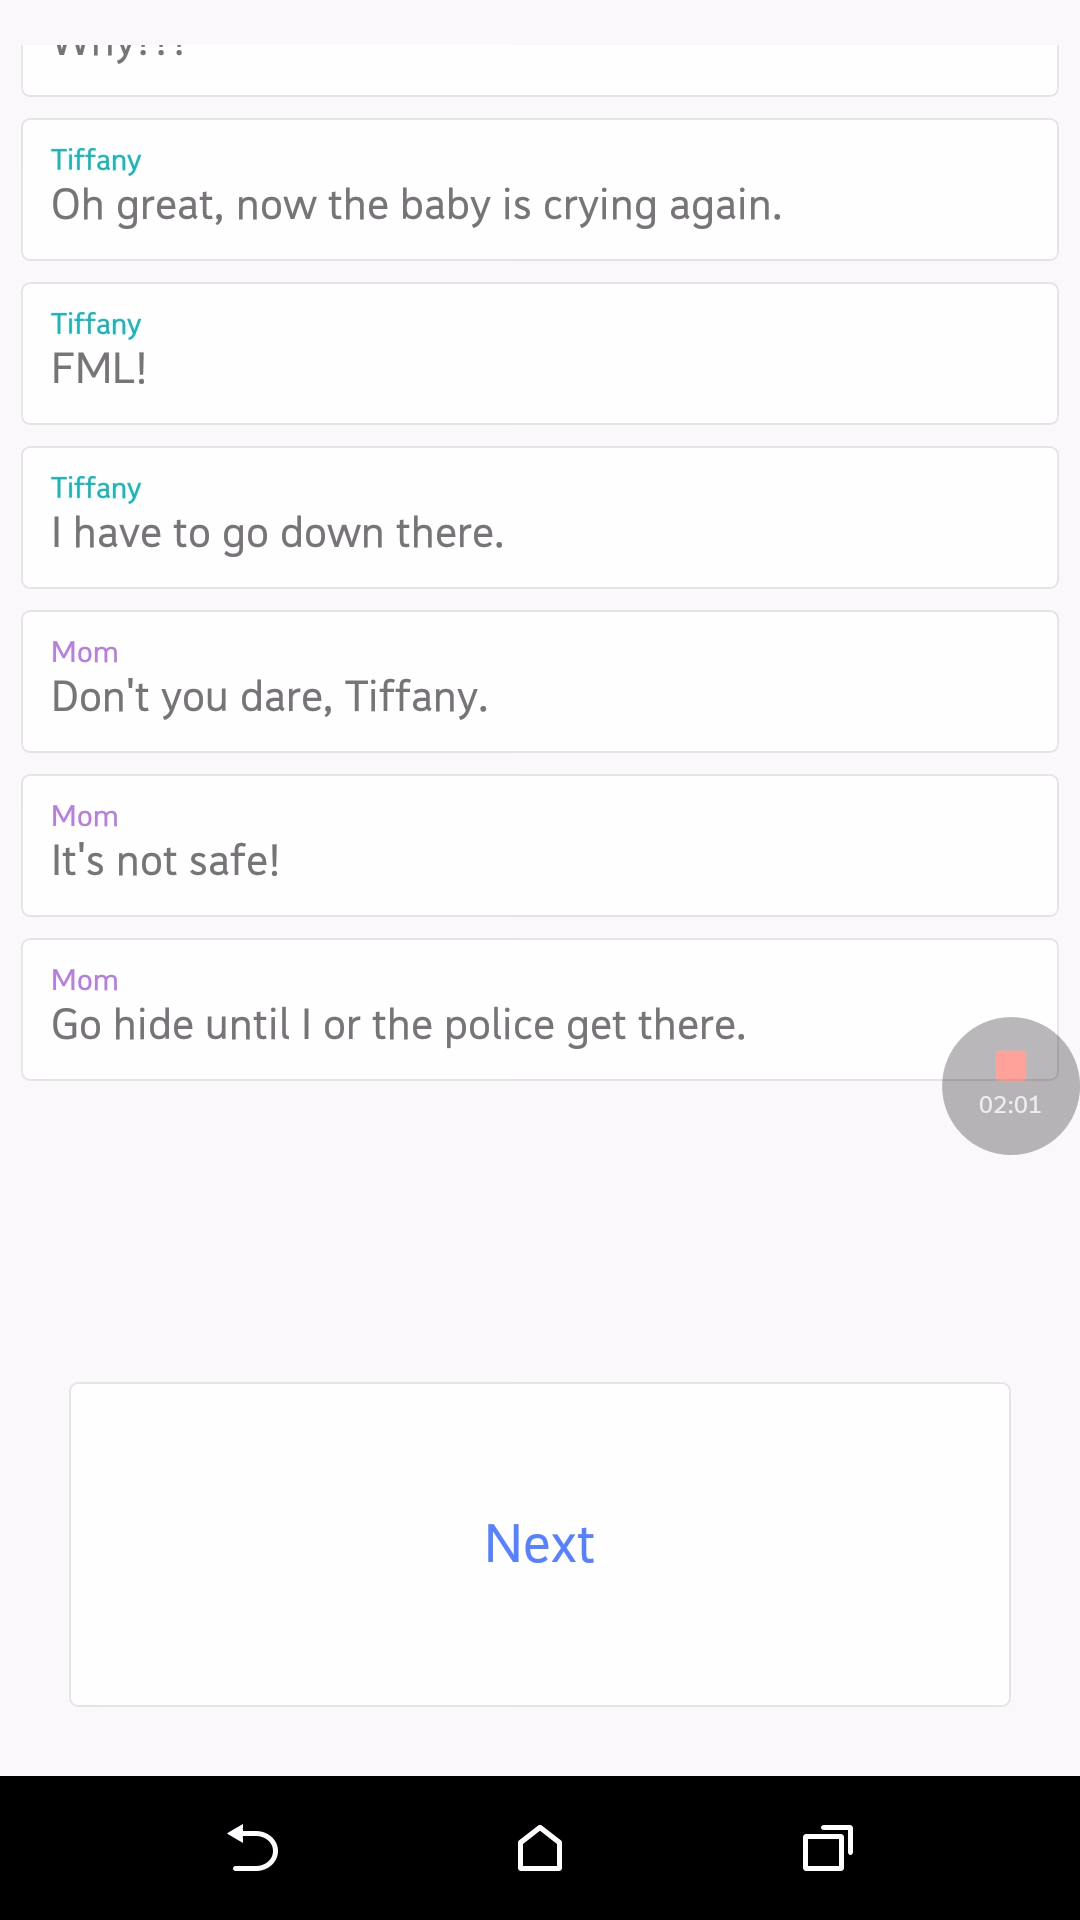 Why???
Tiffany
Oh great, now the baby is crying again.
Tiffany
FML!
Tiffany
I have to go down there.
Mom
Don't you dare, Tiffany.
Mom
It's not safe!
Mom
Go hide until I or the police get there.
02:01
Next